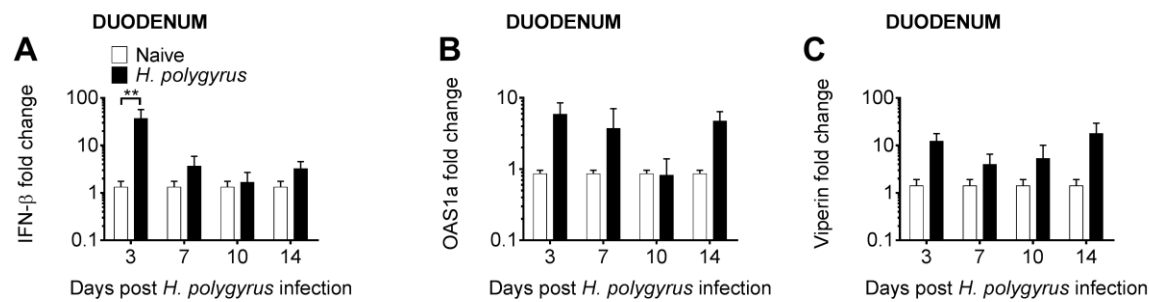 DUODENUM
A
Naive
H. polygyrus
**
IFN-β fold change
100
10
1
0.1
3 7 10 14
Days post H. polygyrus infection
DUODENUM
B
OAS1a fold change
10
1
0.1
3 7 10 14
Days post H. polygyrus infection
DUODENUM
C
Viperin fold change
100
10
1
0.1
3 7 10 14
Days post H. polygyrus infection